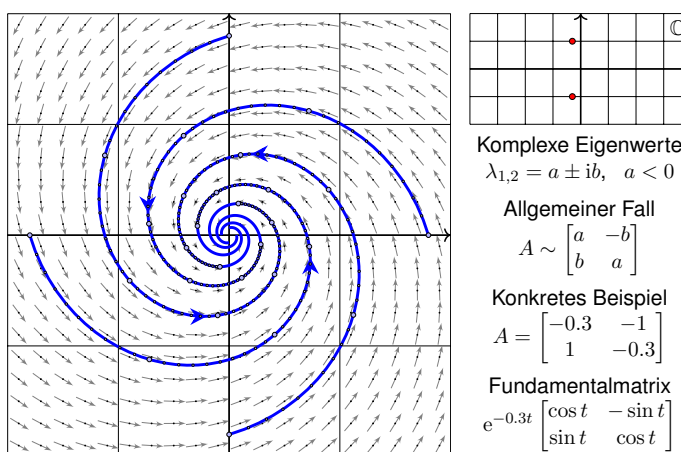 ℂ
Komplexe Eigenwerte
λ₁,₂ = a ± ib, a < 0
Allgemeiner Fall
A ∼ [a −b; b a]
Konkretes Beispiel
A = [−0.3 −1; 1 −0.3]
Fundamentalmatrix
e^{−0.3t} [cos t −sin t; sin t cos t]